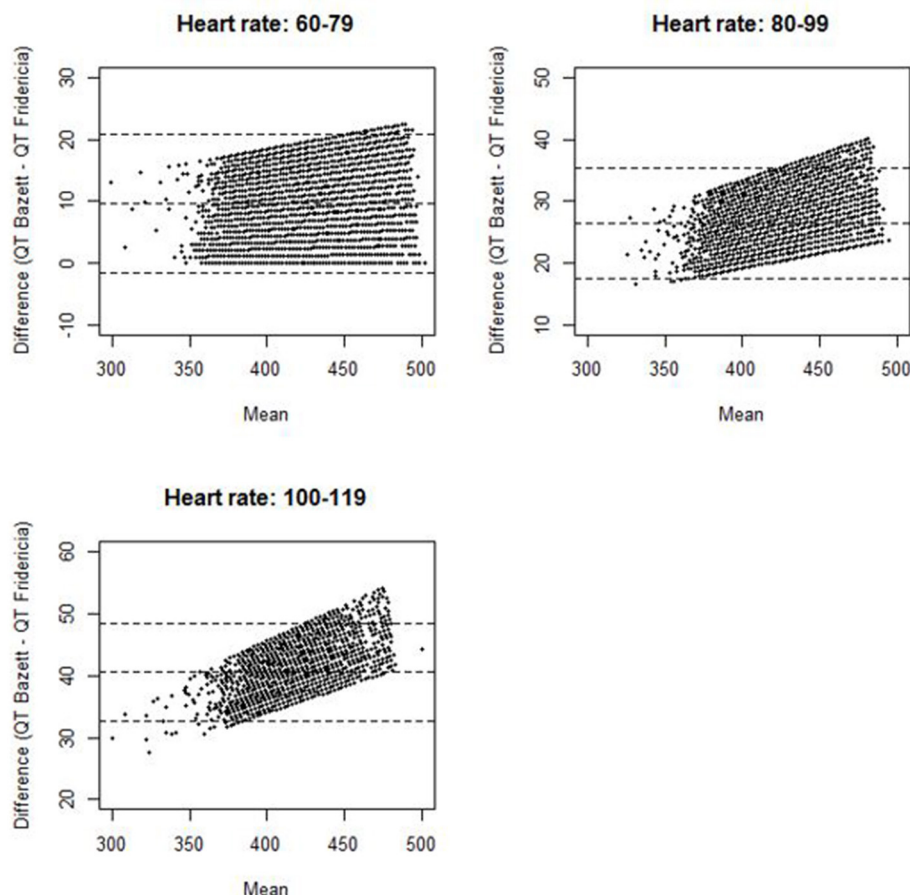 Heart rate: 60-79
Difference (QT Bazett - QT Fridericia)
30
20
10
0
-10
300 350 400 450 500
Mean
Heart rate: 80-99
Difference (QT Bazett - QT Fridericia)
50
40
30
20
10
300 350 400 450 500
Mean
Heart rate: 100-119
Difference (QT Bazett - QT Fridericia)
60
50
40
30
20
300 350 400 450 500
Mean